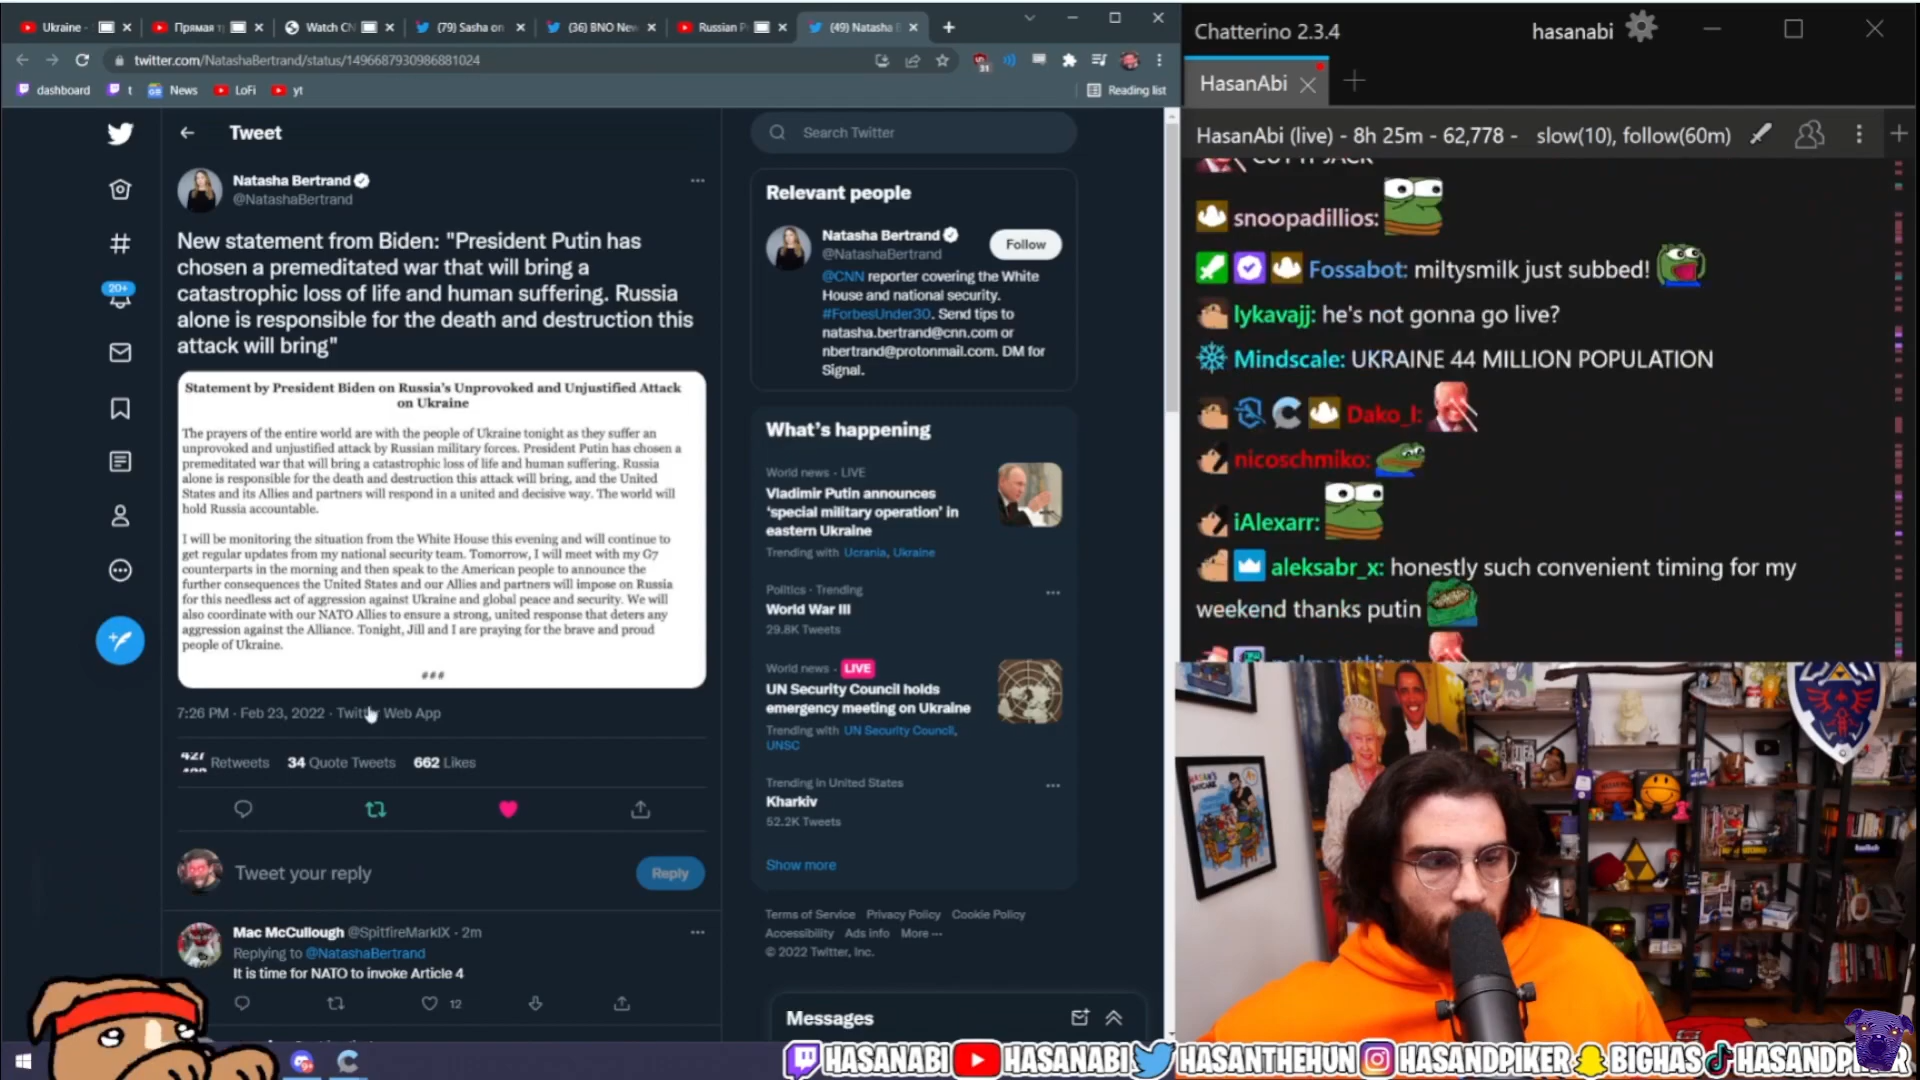 Ukraine -
Прямая т
Watch CN
(79) Sasha on
(36) BNO New
Russian P
(49) Natasha B
twitter.com/NatashaBertrand/status/1496687930986881024
31
dashboard
t
News
LoFi
yt
Reading list
Tweet
Search Twitter
Natasha Bertrand
@NatashaBertrand
New statement from Biden: "President Putin has
chosen a premeditated war that will bring a
catastrophic loss of life and human suffering. Russia
alone is responsible for the death and destruction this
attack will bring"
Statement by President Biden on Russia's Unprovoked and Unjustified Attack
on Ukraine
The prayers of the entire world are with the people of Ukraine tonight as they suffer an
unprovoked and unjustified attack by Russian military forces. President Putin has chosen a
premeditated war that will bring a catastrophic loss of life and human suffering. Russia
alone is responsible for the death and destruction this attack will bring, and the United
States and its Allies and partners will respond in a united and decisive way. The world will
hold Russia accountable.
I will be monitoring the situation from the White House this evening and will continue to
get regular updates from my national security team. Tomorrow, I will meet with my G7
counterparts in the morning and then speak to the American people to announce the
further consequences the United States and our Allies and partners will impose on Russia
for this needless act of aggression against Ukraine and global peace and security. We will
also coordinate with our NATO Allies to ensure a strong, united response that deters any
aggression against the Alliance. Tonight, Jill and I are praying for the brave and proud
people of Ukraine.
###
7:26 PM · Feb 23, 2022 · Twitter Web App
Retweets 34 Quote Tweets 662 Likes
Tweet your reply
Reply
Mac McCullough @SpitfireMarkIX · 2m
Replying to @NatashaBertrand
It is time for NATO to invoke Article 4
12
20+
Relevant people
Natasha Bertrand
@NatashaBertrand
Follow
@CNN reporter covering the White
House and national security.
#ForbesUnder30. Send tips to
natasha.bertrand@cnn.com or
nbertrand@protonmail.com. DM for
Signal.
What's happening
World news · LIVE
Vladimir Putin announces
'special military operation' in
eastern Ukraine
Trending with Ucrania, Ukraine
Politics · Trending
World War III
29.8K Tweets
World news · LIVE
UN Security Council holds
emergency meeting on Ukraine
Trending with UN Security Council,
UNSC
Trending in United States
Kharkiv
52.2K Tweets
Show more
Terms of Service Privacy Policy Cookie Policy
Accessibility Ads info More ···
© 2022 Twitter, Inc.
Messages
Chatterino 2.3.4
hasanabi
HasanAbi
HasanAbi (live) - 8h 25m - 62,778 - slow(10), follow(60m)
snoopadillios:
Fossabot: miltysmilk just subbed!
lykavajj: he's not gonna go live?
Mindscale: UKRAINE 44 MILLION POPULATION
Dako_I:
nicoschmiko:
iAlexarr:
aleksabr_x: honestly such convenient timing for my
weekend thanks putin
HASANABI HASANABI HASANTHEHUN HASANDPIKER BIGHAS HASANDPIKER